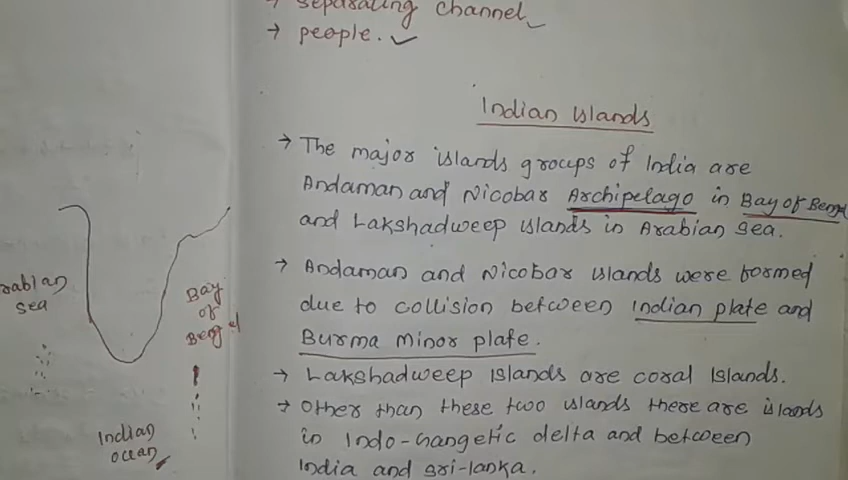 → separating channel
→ people.
Indian islands
→ The major islands groups of India are
Andaman and Nicobar Archipelago in Bay of Bengal
and Lakshadweep islands in Arabian sea.
→ Andaman and Nicobar islands were formed
due to collision between Indian plate and
Burma minor plate.
→ Lakshadweep islands are coral islands.
→ other than these two islands there are islands
in Indo-Gangetic delta and between
India and sri-lanka.
rabian
sea
Bay
of
Bengal
Indian
ocean